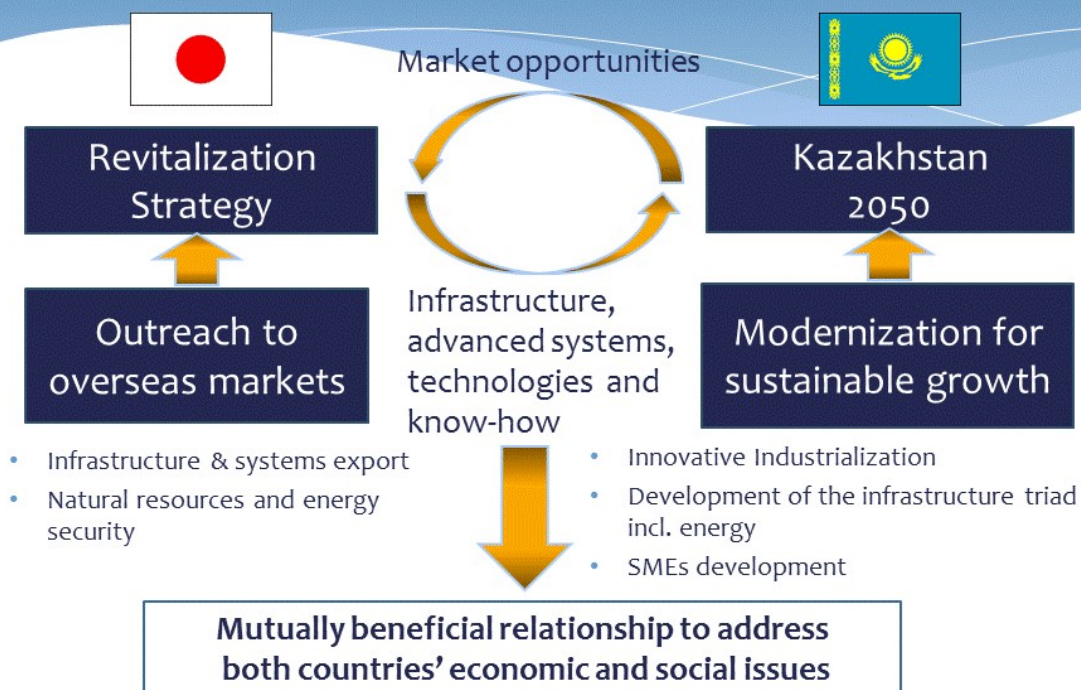 Market opportunities
Revitalization
Strategy
Kazakhstan
2050
Outreach to
overseas markets
Infrastructure,
advanced systems,
technologies and
know-how
Modernization for
sustainable growth
• Infrastructure & systems export
• Natural resources and energy
security
• Innovative Industrialization
• Development of the infrastructure triad
incl. energy
• SMEs development
Mutually beneficial relationship to address
both countries’ economic and social issues